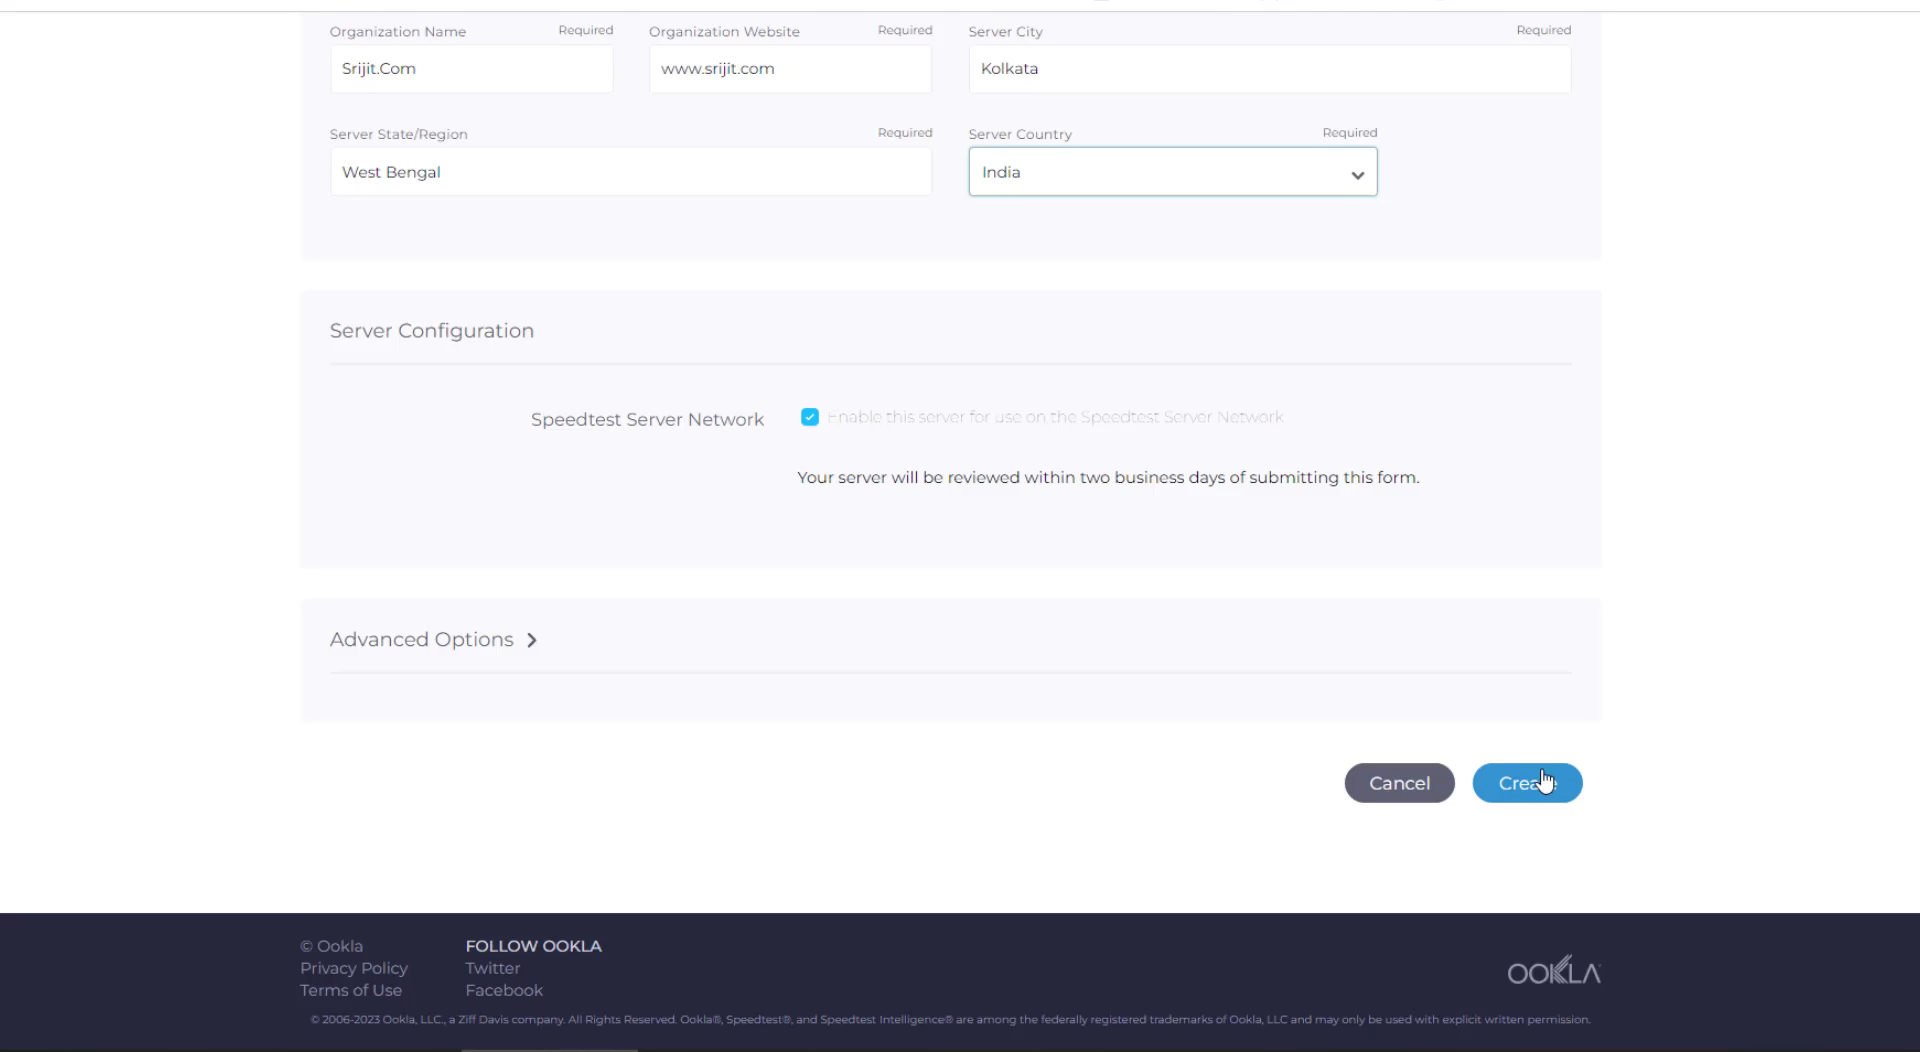 Organization Name Required Organization Website Required Server City Required
Srijit.Com www.srijit.com Kolkata
Server State/Region Required Server Country Required
West Bengal India
Server Configuration
Speedtest Server Network Enable this server for use on the Speedtest Server Network
Your server will be reviewed within two business days of submitting this form.
Advanced Options
Cancel Create
© Ookla FOLLOW OOKLA
Privacy Policy Twitter
Terms of Use Facebook
OOKLA
© 2006-2023 Ookla, LLC., a Ziff Davis company. All Rights Reserved. Ookla®, Speedtest®, and Speedtest Intelligence® are among the federally registered trademarks of Ookla, LLC and may only be used with explicit written permission.